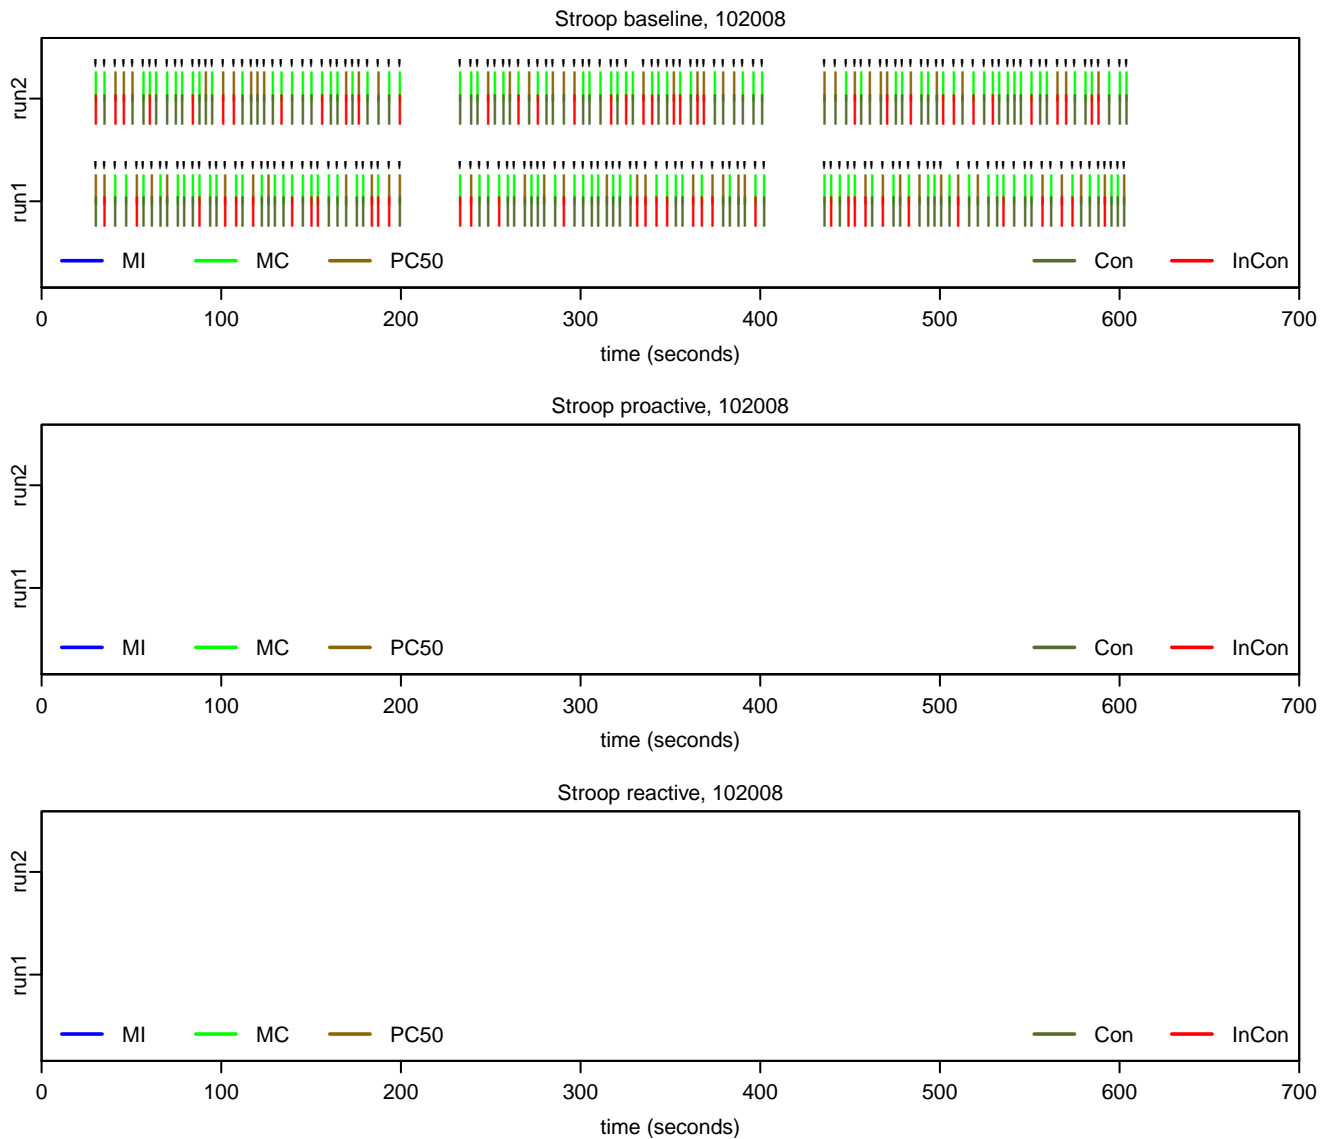 Stroop baseline, 102008
run2
run1
MI MC PC50 Con InCon
0 100 200 300 400 500 600 700
time (seconds)
Stroop proactive, 102008
run2
run1
MI MC PC50 Con InCon
0 100 200 300 400 500 600 700
time (seconds)
Stroop reactive, 102008
run2
run1
MI MC PC50 Con InCon
0 100 200 300 400 500 600 700
time (seconds)